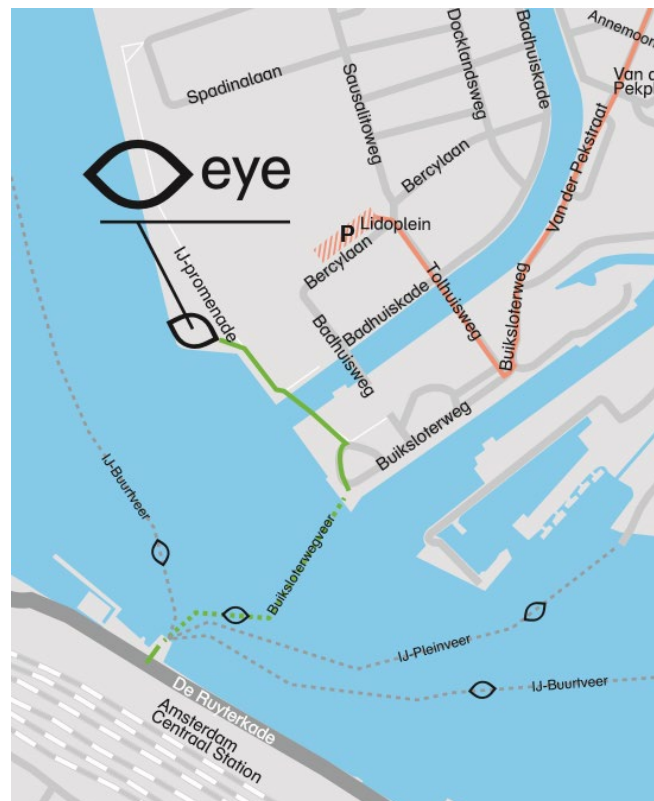 Annemoon
Docklandsweg
Badhuiskade
Spadinalaan
Sausalitoweg
Van d
Pekpl
eye
Bercylaan
Van der Pekstraat
P
Lidoplein
Bercylaan
IJ-promenade
Tolhuisweg
Badhuiskade
Buiksloterweg
Badhuisweg
Buiksloterweg
IJ-Buurtveer
Buiksloterwegveer
IJ-Pleinveer
IJ-Buurtveer
De Ruyterkade
Amsterdam
Centraal Station